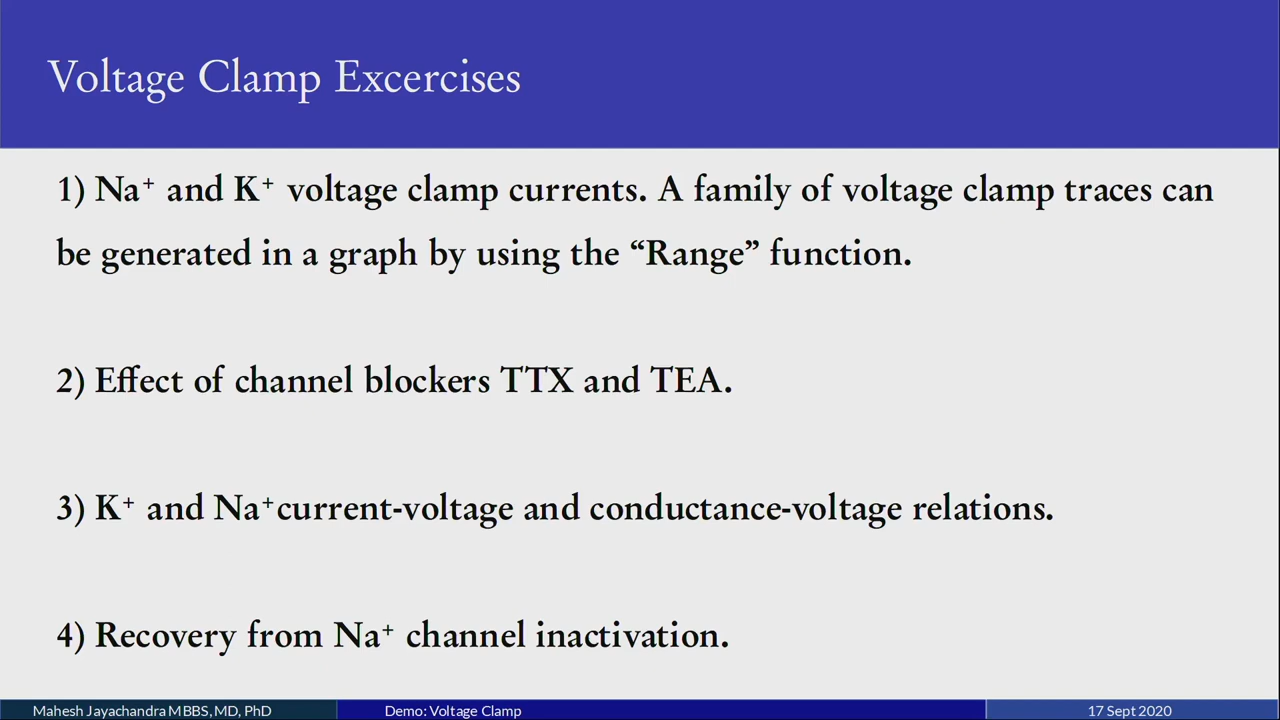 Voltage Clamp Excercises
1) Na⁺ and K⁺ voltage clamp currents. A family of voltage clamp traces can
be generated in a graph by using the “Range” function.
2) Effect of channel blockers TTX and TEA.
3) K⁺ and Na⁺current-voltage and conductance-voltage relations.
4) Recovery from Na⁺ channel inactivation.
Mahesh Jayachandra MBBS, MD, PhD
Demo: Voltage Clamp
17 Sept 2020